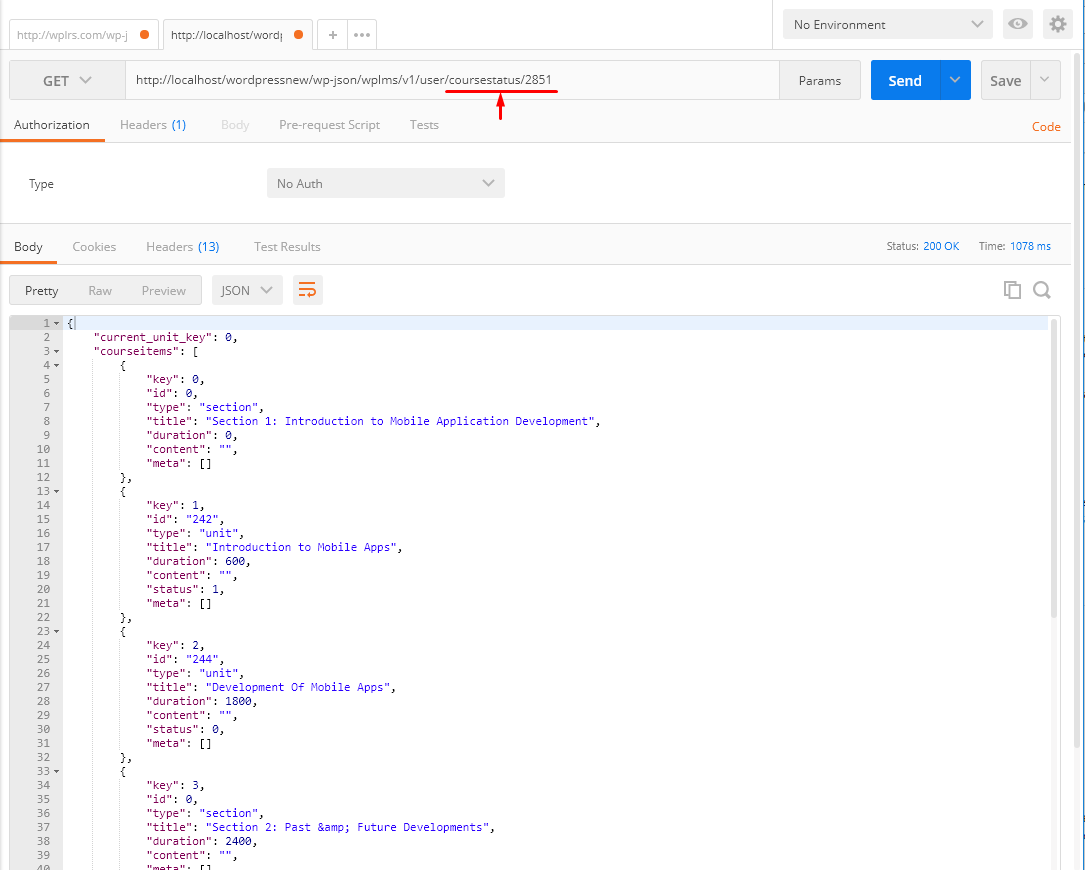 http://wplrs.com/wp-j http://localhost/wordp + ••• No Environment
GET http://localhost/wordpressnew/wp-json/wplms/v1/user/coursestatus/2851 Params Send Save
Authorization Headers (1) Body Pre-request Script Tests Code
Type No Auth
Body Cookies Headers (13) Test Results Status: 200 OK Time: 1078 ms
Pretty Raw Preview JSON
1 {
2 "current_unit_key": 0,
3 "courseitems": [
4 {
5 "key": 0,
6 "id": 0,
7 "type": "section",
8 "title": "Section 1: Introduction to Mobile Application Development",
9 "duration": 0,
10 "content": "",
11 "meta": []
12 },
13 {
14 "key": 1,
15 "id": "242",
16 "type": "unit",
17 "title": "Introduction to Mobile Apps",
18 "duration": 600,
19 "content": "",
20 "status": 1,
21 "meta": []
22 },
23 {
24 "key": 2,
25 "id": "244",
26 "type": "unit",
27 "title": "Development Of Mobile Apps",
28 "duration": 1800,
29 "content": "",
30 "status": 0,
31 "meta": []
32 },
33 {
34 "key": 3,
35 "id": 0,
36 "type": "section",
37 "title": "Section 2: Past &amp; Future Developments",
38 "duration": 2400,
39 "content": "",
40 "meta": []